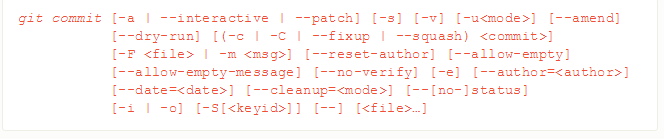 git commit [-a | --interactive | --patch] [-s] [-v] [-u<mode>] [--amend]
[--dry-run] [(-c | -C | --fixup | --squash) <commit>]
[-F <file> | -m <msg>] [--reset-author] [--allow-empty]
[--allow-empty-message] [--no-verify] [-e] [--author=<author>]
[--date=<date>] [--cleanup=<mode>] [--[no-]status]
[-i | -o] [-S[<keyid>]] [--] [<file>…]